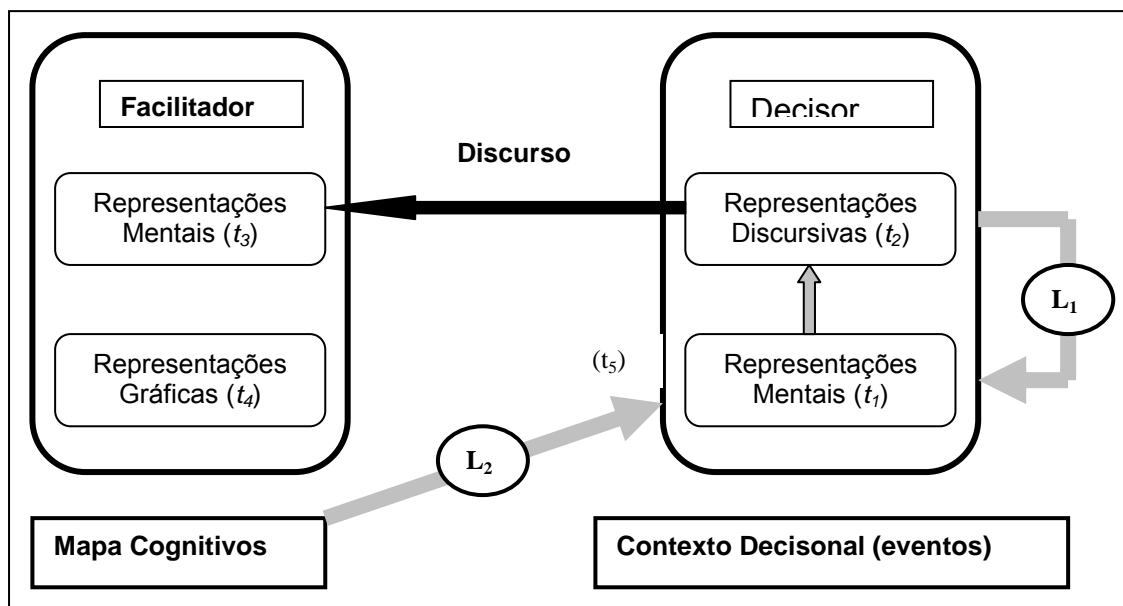 Facilitador
Decisor
Discurso
Representações
Mentais (t₃)
Representações
Discursivas (t₂)
L₁
Representações
Gráficas (t₄)
(t₅)
Representações
Mentais (t₁)
L₂
Mapa Cognitivos
Contexto Decisonal (eventos)